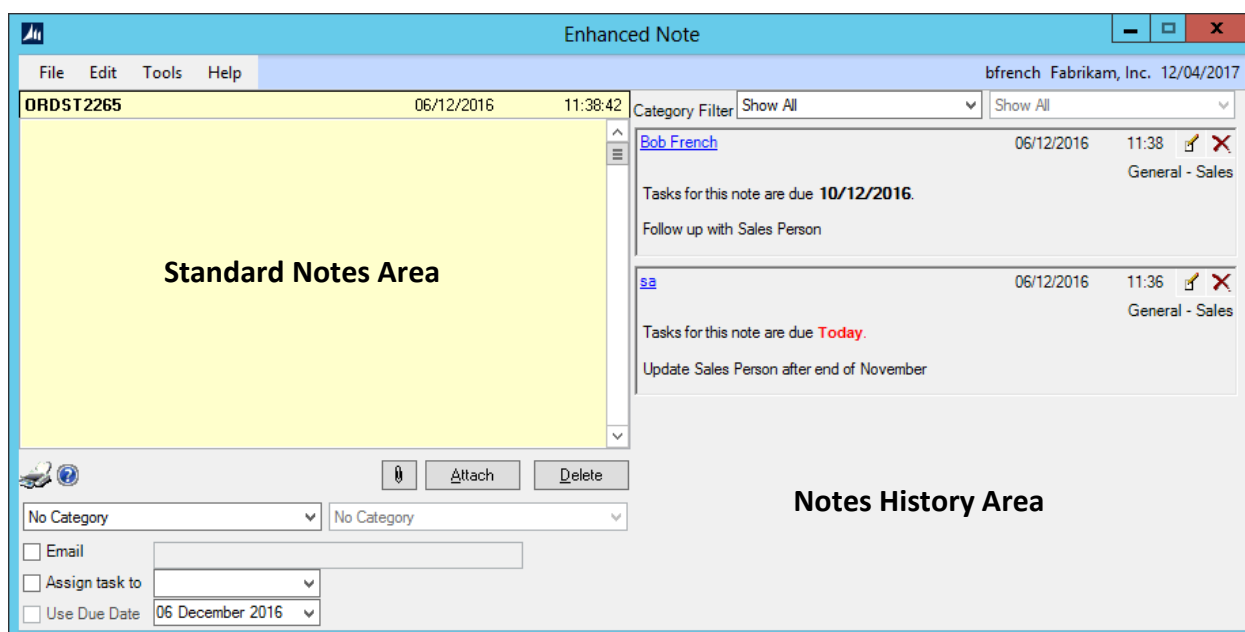 Enhanced Note
File Edit Tools Help
bfrench Fabrikam, Inc. 12/04/2017
ORDST2265 06/12/2016 11:38:42
Category Filter Show All Show All
Bob French 06/12/2016 11:38
General - Sales
Tasks for this note are due 10/12/2016.
Follow up with Sales Person
Standard Notes Area
sa 06/12/2016 11:36
General - Sales
Tasks for this note are due Today.
Update Sales Person after end of November
Attach Delete
Notes History Area
No Category No Category
Email
Assign task to
Use Due Date 06 December 2016